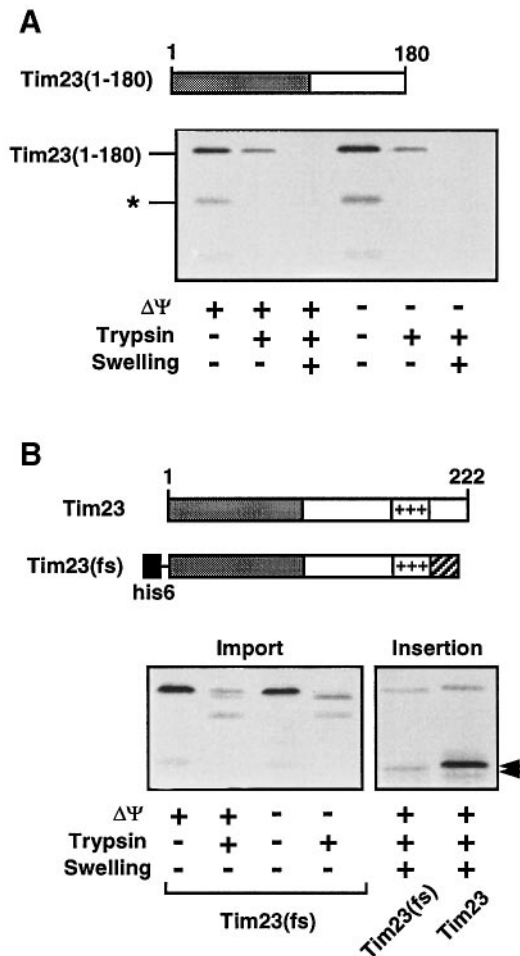 A
1 180
Tim23(1-180)
Tim23(1-180)
*
ΔΨ + + + - - -
Trypsin - + + - + +
Swelling - - + - - +
B
1 222
Tim23 +++
Tim23(fs) +++
his6
Import Insertion
ΔΨ + + - - + +
Trypsin - + - + + +
Swelling - - - - + +
Tim23(fs) Tim23(fs) Tim23